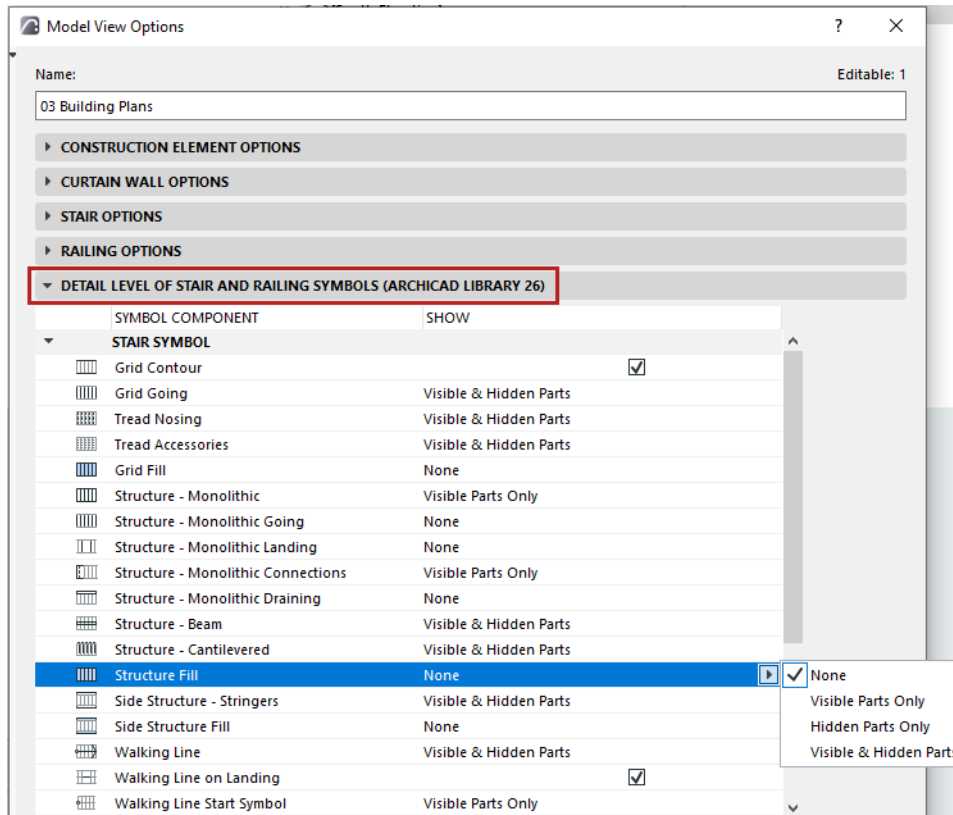 Model View Options ? ×
Name: Editable: 1
03 Building Plans
CONSTRUCTION ELEMENT OPTIONS
CURTAIN WALL OPTIONS
STAIR OPTIONS
RAILING OPTIONS
DETAIL LEVEL OF STAIR AND RAILING SYMBOLS (ARCHICAD LIBRARY 26)
SYMBOL COMPONENT SHOW
STAIR SYMBOL
Grid Contour
Grid Going Visible & Hidden Parts
Tread Nosing Visible & Hidden Parts
Tread Accessories Visible & Hidden Parts
Grid Fill None
Structure - Monolithic Visible Parts Only
Structure - Monolithic Going None
Structure - Monolithic Landing None
Structure - Monolithic Connections Visible Parts Only
Structure - Monolithic Draining None
Structure - Beam Visible & Hidden Parts
Structure - Cantilevered Visible & Hidden Parts
Structure Fill None None
Side Structure - Stringers Visible & Hidden Parts Visible Parts Only
Side Structure Fill None Hidden Parts Only
Walking Line Visible & Hidden Parts Visible & Hidden Parts
Walking Line on Landing
Walking Line Start Symbol Visible Parts Only